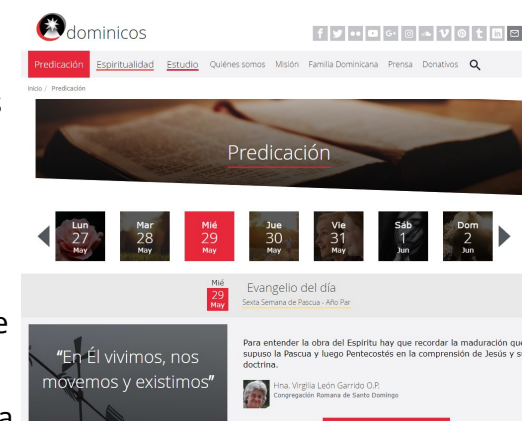 dominicos
Predicación Espiritualidad Estudio Quiénes somos Misión Familia Dominicana Prensa Donativos
Inicio / Predicación
Predicación
Lun
27
May
Mar
28
May
Mié
29
May
Jue
30
May
Vie
31
May
Sáb
1
Jun
Dom
2
Jun
Mié
29
May
Evangelio del día
Sexta Semana de Pascua - Año Par
"En Él vivimos, nos
movemos y existimos"
Para entender la obra del Espiritu hay que recordar la maduración que
supuso la Pascua y luego Pentecostés en la comprensión de Jesús y su
doctrina.
Hna. Virgilia León Garrido O.P.
Congregación Romana de Santo Domingo